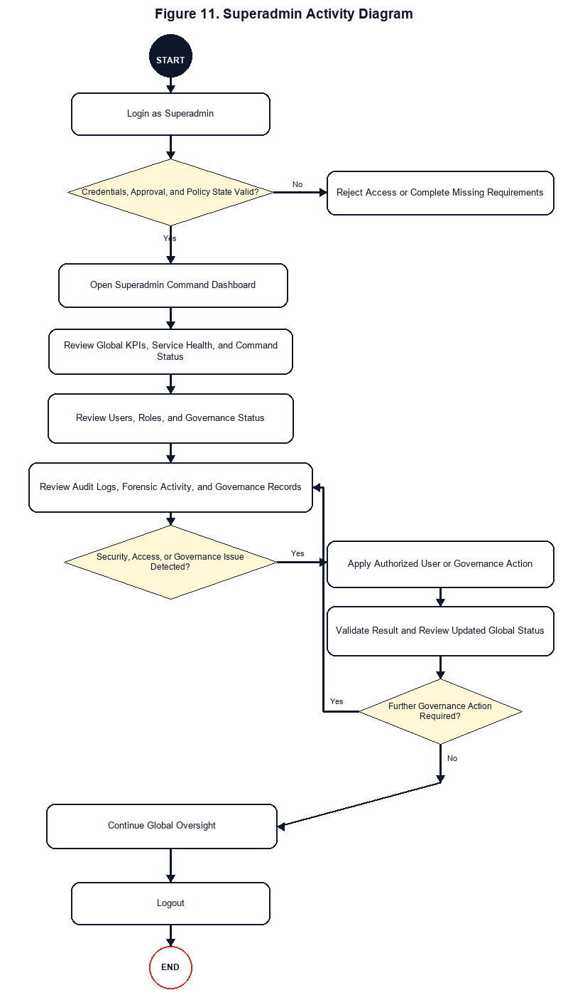 Figure 11. Superadmin Activity Diagram
START
Login as Superadmin
Credentials, Approval, and Policy State Valid?
No
Reject Access or Complete Missing Requirements
Yes
Open Superadmin Command Dashboard
Review Global KPIs, Service Health, and Command
Status
Review Users, Roles, and Governance Status
Review Audit Logs, Forensic Activity, and Governance Records
Security, Access, or Governance Issue
Detected?
Yes
Apply Authorized User or Governance Action
Validate Result and Review Updated Global Status
Further Governance Action
Required?
Yes
No
Continue Global Oversight
Logout
END